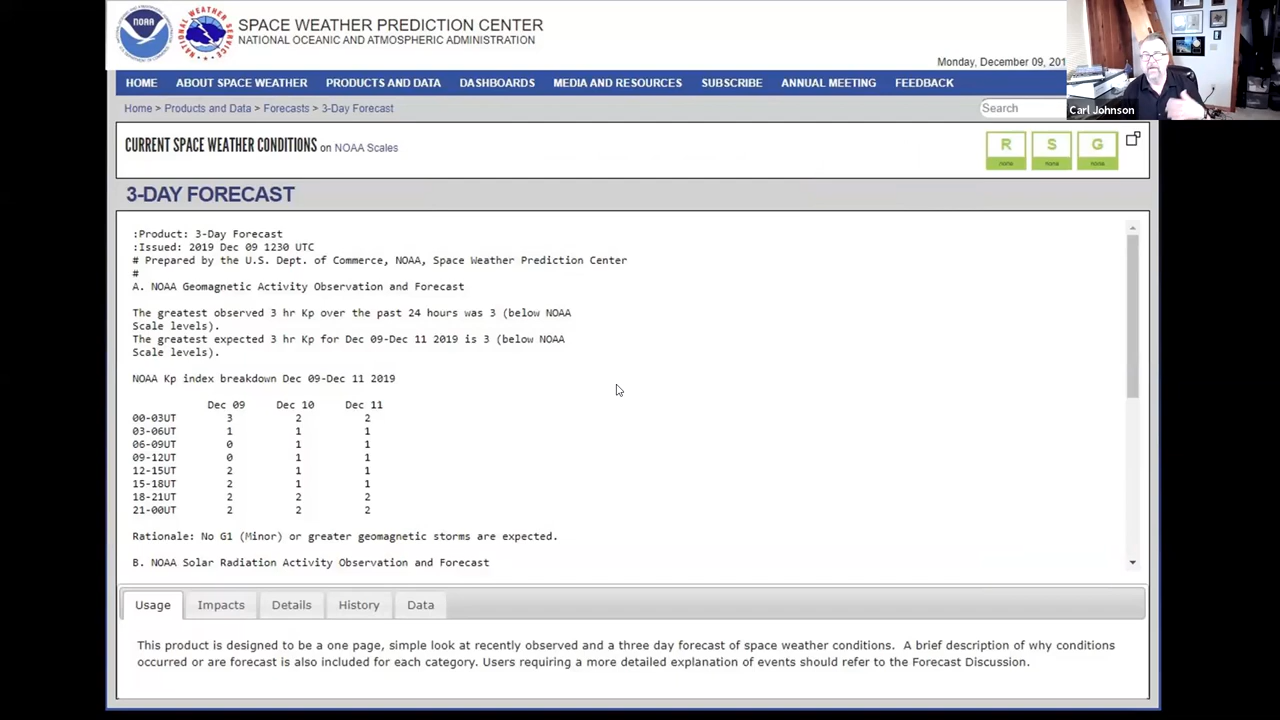 NOAA
SPACE WEATHER PREDICTION CENTER
NATIONAL OCEANIC AND ATMOSPHERIC ADMINISTRATION
Monday, December 09, 201
HOME ABOUT SPACE WEATHER PRODUCTS AND DATA DASHBOARDS MEDIA AND RESOURCES SUBSCRIBE ANNUAL MEETING FEEDBACK
Carl Johnson
Home > Products and Data > Forecasts > 3-Day Forecast
Search
CURRENT SPACE WEATHER CONDITIONS on NOAA Scales
R S G
none none none
3-DAY FORECAST
:Product: 3-Day Forecast
:Issued: 2019 Dec 09 1230 UTC
# Prepared by the U.S. Dept. of Commerce, NOAA, Space Weather Prediction Center
#
A. NOAA Geomagnetic Activity Observation and Forecast
The greatest observed 3 hr Kp over the past 24 hours was 3 (below NOAA
Scale levels).
The greatest expected 3 hr Kp for Dec 09-Dec 11 2019 is 3 (below NOAA
Scale levels).
NOAA Kp index breakdown Dec 09-Dec 11 2019
Dec 09 Dec 10 Dec 11
00-03UT 3 2 2
03-06UT 1 1 1
06-09UT 0 1 1
09-12UT 0 1 1
12-15UT 2 1 1
15-18UT 2 1 1
18-21UT 2 2 2
21-00UT 2 2 2
Rationale: No G1 (Minor) or greater geomagnetic storms are expected.
B. NOAA Solar Radiation Activity Observation and Forecast
Usage Impacts Details History Data
This product is designed to be a one page, simple look at recently observed and a three day forecast of space weather conditions. A brief description of why conditions
occurred or are forecast is also included for each category. Users requiring a more detailed explanation of events should refer to the Forecast Discussion.